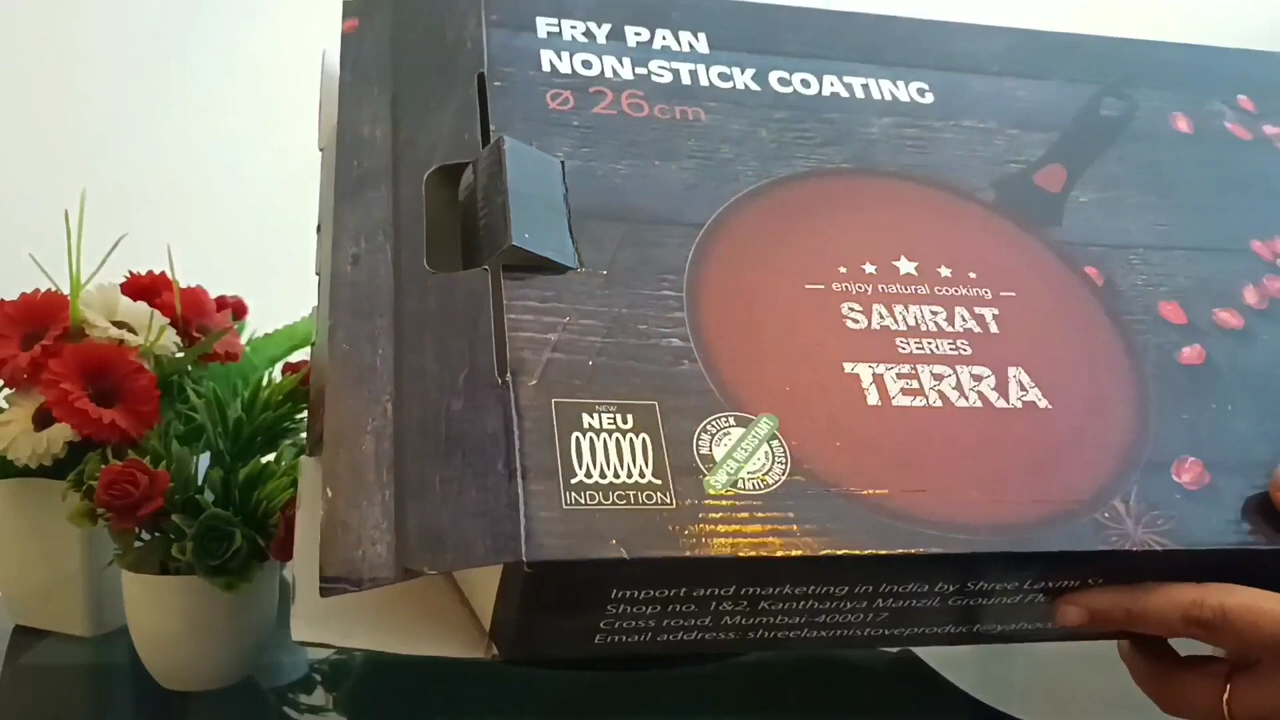 FRY PAN
NON-STICK COATING
Ø 26cm
enjoy natural cooking
SAMRAT
SERIES
TERRA
NEW
NEU
INDUCTION
NON-STICK
SUPER RESISTANT
ANTI-ADHESION
Import and marketing in India by Shree Laxmi
Shop no. 1&2, Kanthariya Manzil, Ground
Cross road, Mumbai-400017
Email address: shreelaxmistoveproduct@yahoo